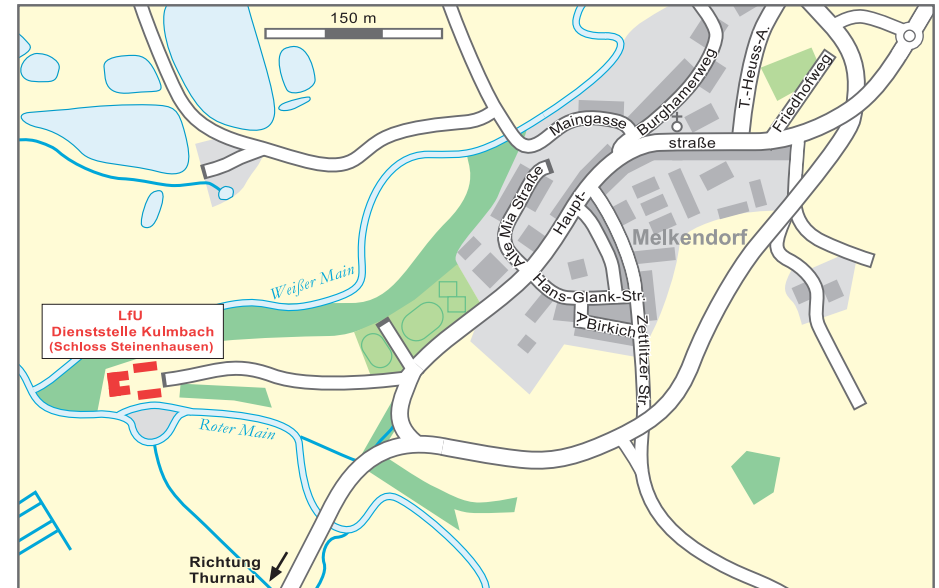 150 m
Maingasse
Burghamerweg
T.-Heuss-A.
Friedhofweg
straße
Haupt-
Alte Mia Straße
Melkendorf
Weißer Main
Hans-Glank-Str.
A. Birkich
Zettlitzer Str.
LfU
Dienststelle Kulmbach
(Schloss Steinenhausen)
Roter Main
Richtung
Thurnau